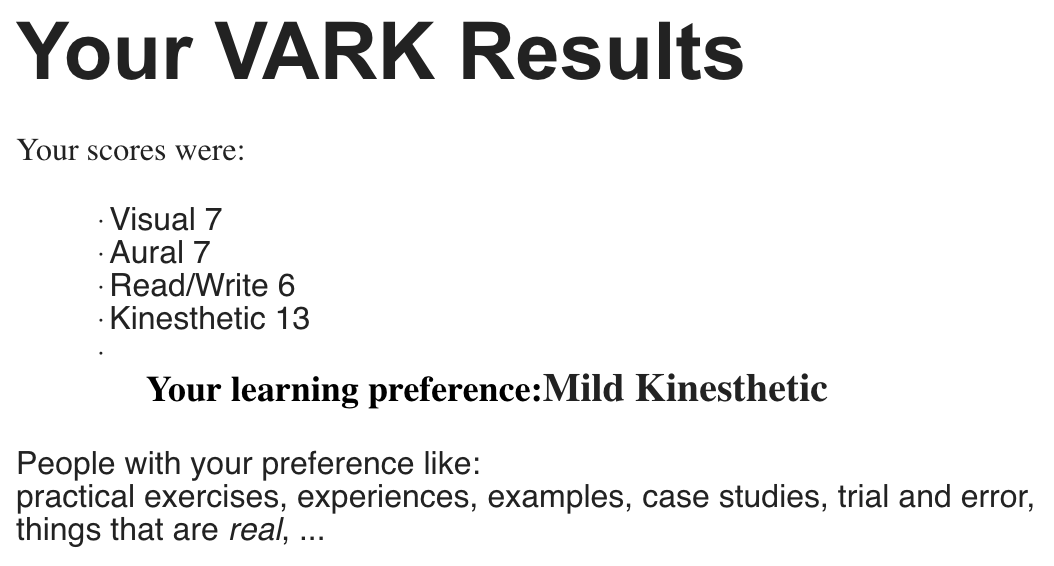 Your VARK Results
Your scores were:
· Visual 7
· Aural 7
· Read/Write 6
· Kinesthetic 13
·
Your learning preference:Mild Kinesthetic
People with your preference like:
practical exercises, experiences, examples, case studies, trial and error,
things that are real, ...